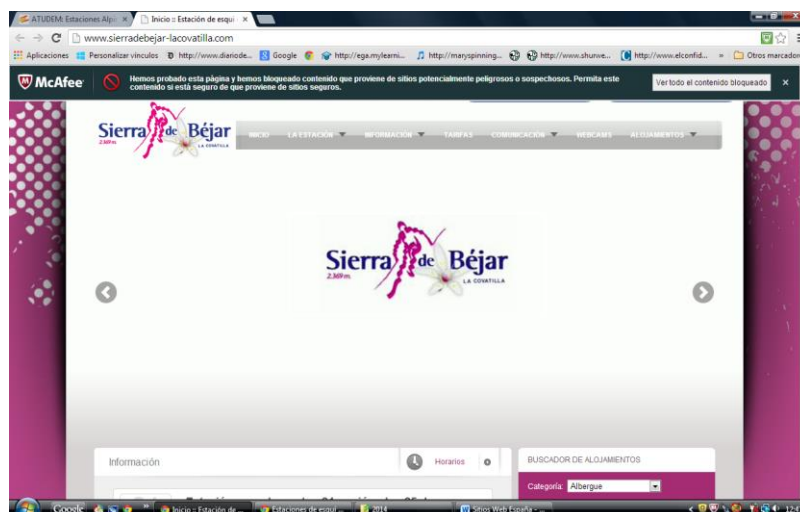 ATUDEM: Estaciones Alpi
Inicio :: Estación de esquí
www.sierradebejar-lacovatilla.com
Aplicaciones
Personalizar vínculos
http://www.diariode...
Google
http://ega.mylearni...
http://maryspinning...
http://www.shunwe...
http://www.elconfid...
»
Otros marcadores
McAfee
Hemos probado esta página y hemos bloqueado contenido que proviene de sitios potencialmente peligrosos o sospechosos. Permita este
contenido si está seguro de que proviene de sitios seguros.
Ver todo el contenido bloqueado
Sierra de Béjar
2.369 m.
LA COVATILLA
INICIO LA ESTACIÓN INFORMACIÓN TARIFAS COMUNICACIÓN WEBCAMS ALOJAMIENTOS
Sierra de Béjar
2.369 m.
LA COVATILLA
Información
Horarios
BUSCADOR DE ALOJAMIENTOS
Categoría: Albergue
Google
»
Inicio :: Estación de ...
Estaciones de esquí ...
2014
Sitios Web España - ...